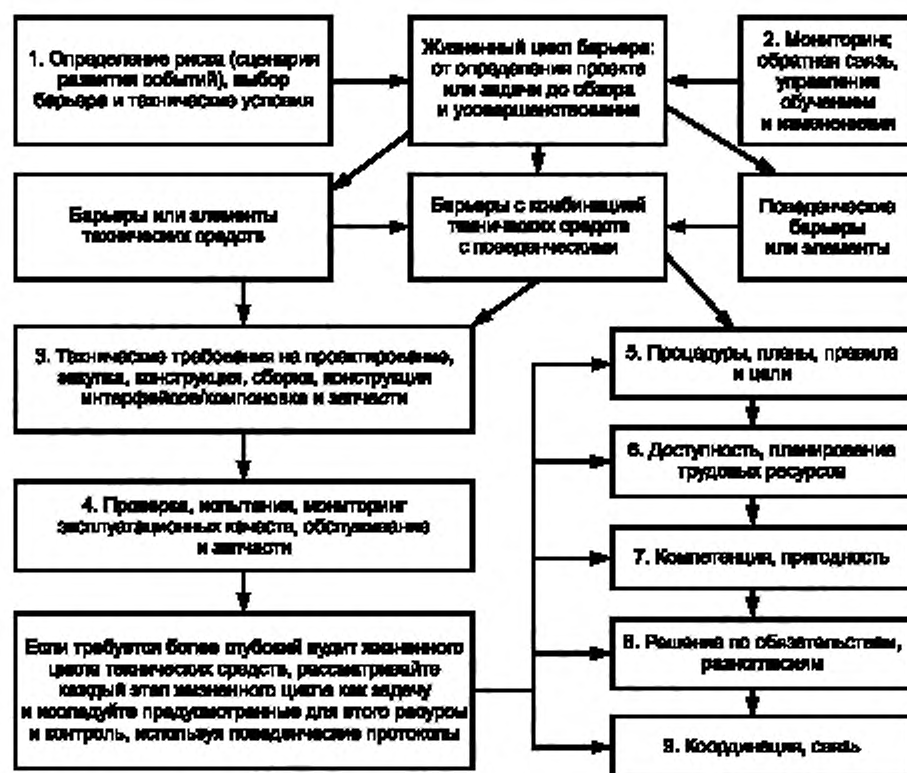 1. Определение риска (сценария
развития событий), выбор
барьера и технические условия
Жизненный цикл барьера:
от определения проекта
или задачи до обзора
и усовершенствования
2. Мониторинг,
обратная связь,
управления
обучением
и изменения
Барьеры или элементы
технических средств
Барьеры с комбинацией
технических средств
с поведенческими
Поведенческие
барьеры
или элементы
3. Технические требования на проектирование,
закупка, конструкция, сборка, конструкция
интерфейсов/компоновка и запчасти
5. Процедуры, планы, правила
и цели
6. Доступность, планирование
трудовых ресурсов
4. Проверка, испытания, мониторинг
эксплуатационных качеств, обслуживание
и запчасти
7. Компетенция, пригодность
Если требуется более глубокий аудит жизненного
цикла технических средств, рассматривайте
каждый этап жизненного цикла как задачу
и исследуйте предусмотренные для этого ресурсы
и контроль, используя поведенческие протоколы
8. Решение по обязательствам,
разногласиям
9. Координация, связь